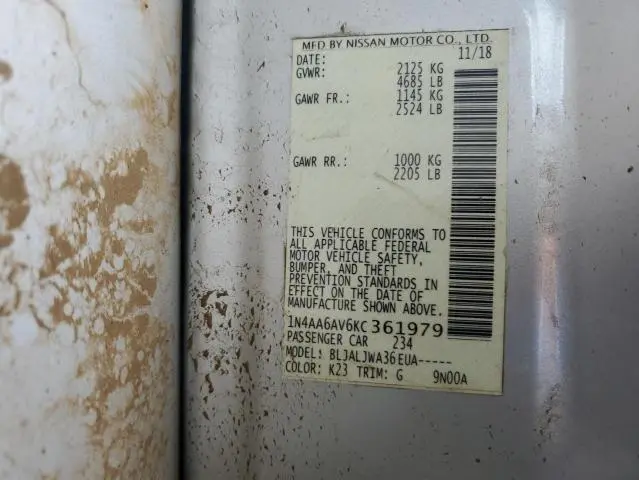 MFD BY NISSAN MOTOR CO., LTD.
DATE: 11/18
GVWR: 2125 KG
4685 LB
GAWR FR.: 1145 KG
2524 LB
GAWR RR.: 1000 KG
2205 LB
THIS VEHICLE CONFORMS TO
ALL APPLICABLE FEDERAL
MOTOR VEHICLE SAFETY,
BUMPER, AND THEFT
PREVENTION STANDARDS IN
EFFECT ON THE DATE OF
MANUFACTURE SHOWN ABOVE.
1N4AA6AV6KC361979
PASSENGER CAR 234
MODEL: BLJALJWA36EUA-----
COLOR: K23 TRIM: G 9N00A